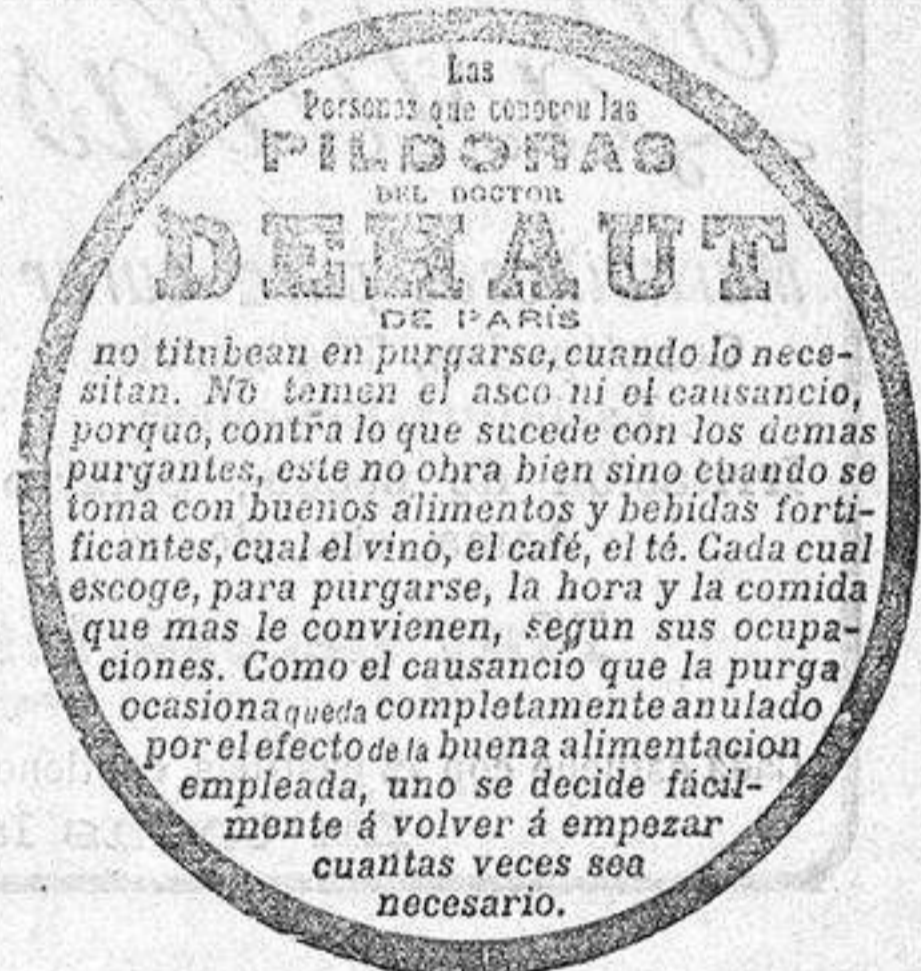 Las
Personas que conocen las
PILDORAS
DEL DOCTOR
DEHAUT
DE PARÍS
no titubean en purgarse, cuando lo nece-
sitan. No temen el asco ni el causancio,
porque, contra lo que sucede con los demas
purgantes, este no obra bien sino cuando se
toma con buenos alimentos y bebidas forti-
ficantes, cual el vino, el café, el té. Cada cual
escoge, para purgarse, la hora y la comida
que mas le convienen, según sus ocupa-
ciones. Como el causancio que la purga
ocasiona queda completamente anulado
por el efecto de la buena alimentacion
empleada, uno se decide fácil-
mente á volver á empezar
cuantas veces sea
necesario.